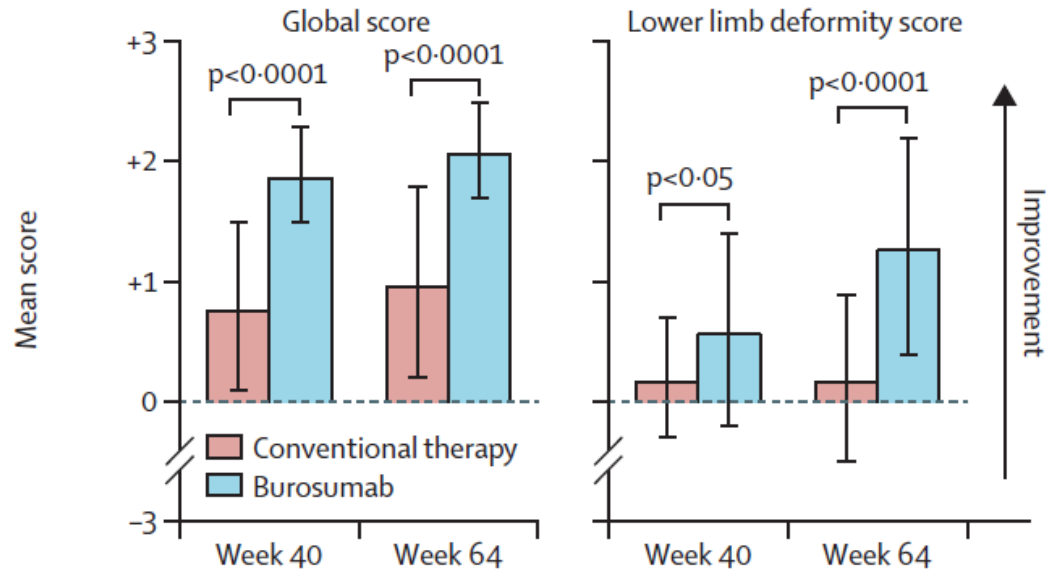 Global score
Lower limb deformity score
Mean score
+3
+2
+1
0
−3
p<0·0001
p<0·0001
p<0·05
p<0·0001
Improvement
Conventional therapy
Burosumab
Week 40
Week 64
Week 40
Week 64